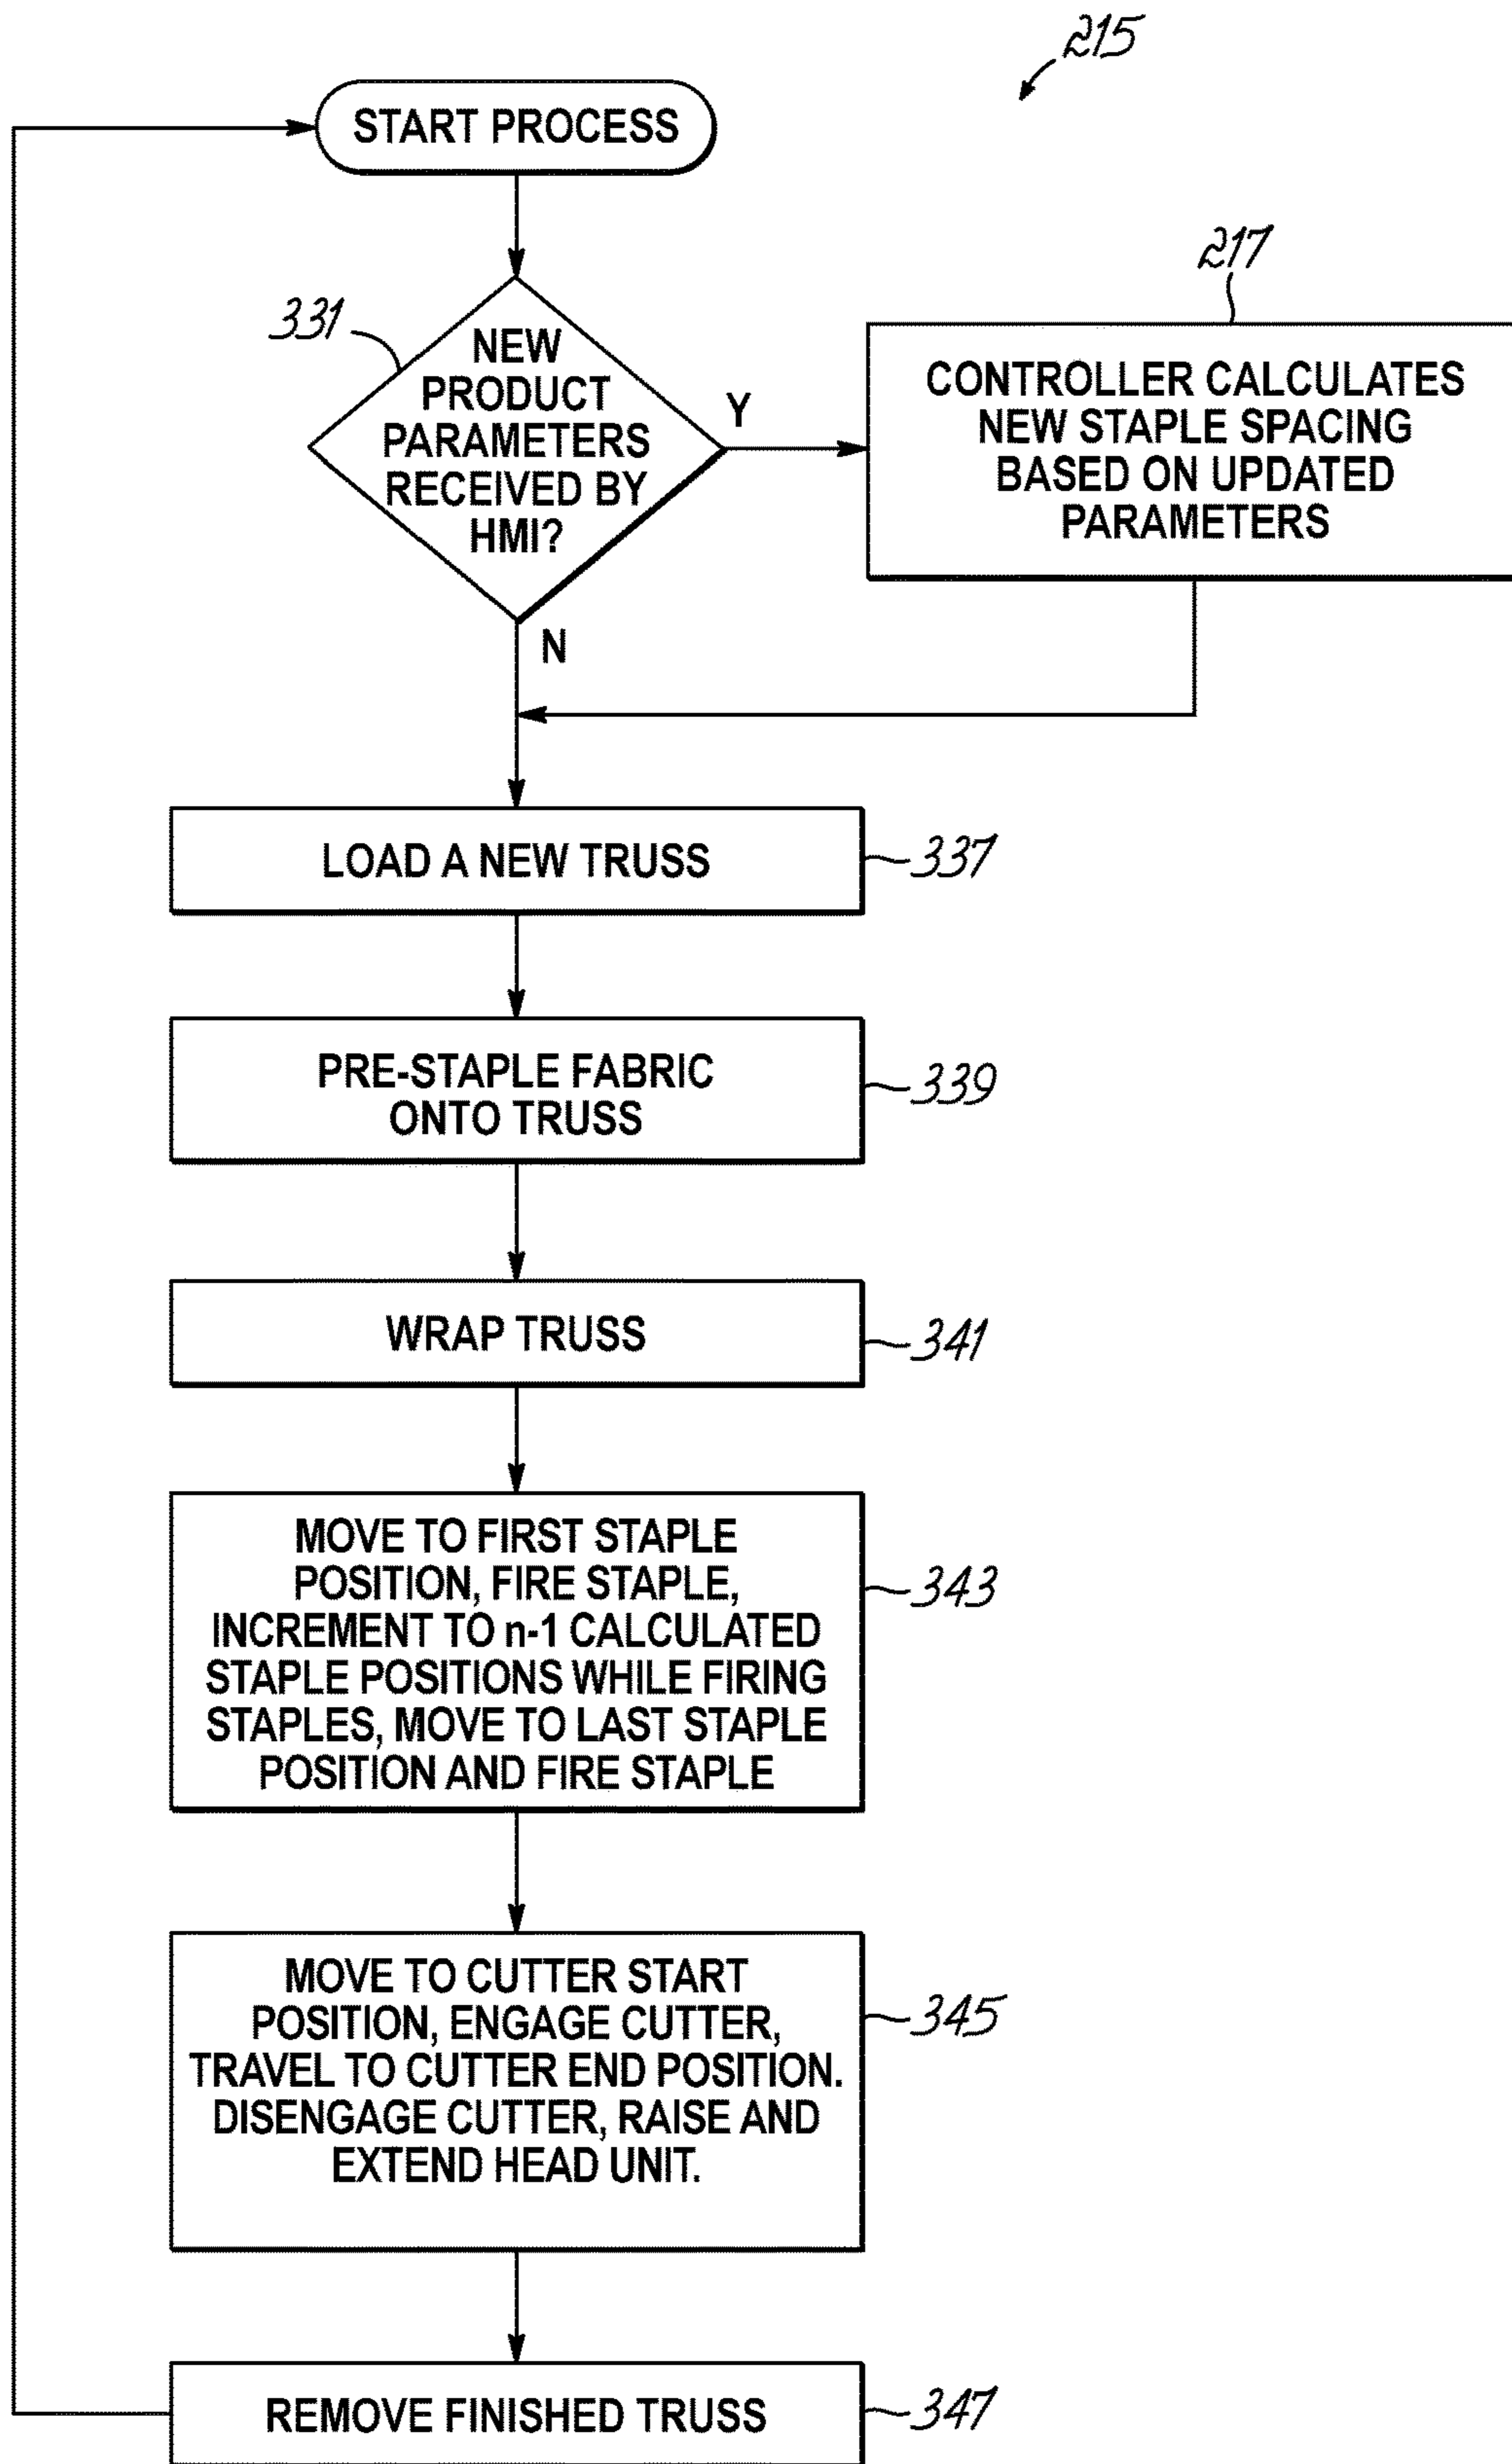 215
START PROCESS
217
331
NEW
PRODUCT
PARAMETERS
RECEIVED BY
HMI?
Y
CONTROLLER CALCULATES
NEW STAPLE SPACING
BASED ON UPDATED
PARAMETERS
N
LOAD A NEW TRUSS
337
PRE-STAPLE FABRIC
ONTO TRUSS
339
WRAP TRUSS
341
MOVE TO FIRST STAPLE
POSITION, FIRE STAPLE,
INCREMENT TO n-1 CALCULATED
STAPLE POSITIONS WHILE FIRING
STAPLES, MOVE TO LAST STAPLE
POSITION AND FIRE STAPLE
343
MOVE TO CUTTER START
POSITION, ENGAGE CUTTER,
TRAVEL TO CUTTER END POSITION.
DISENGAGE CUTTER, RAISE AND
EXTEND HEAD UNIT.
345
REMOVE FINISHED TRUSS
347